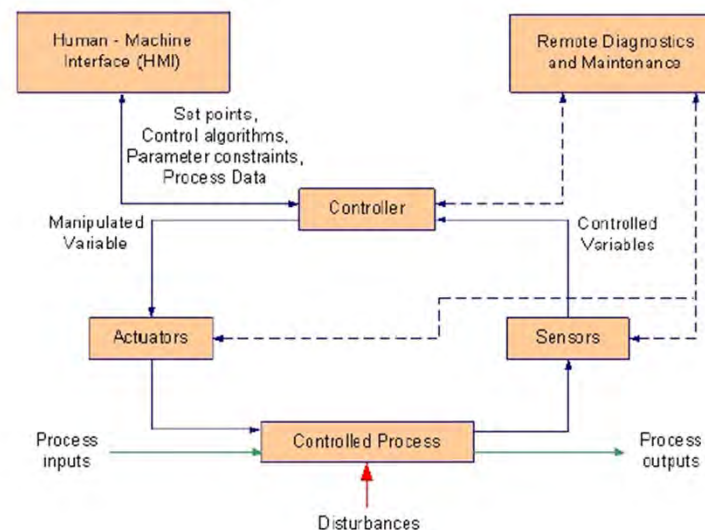 Human - Machine
Interface (HMI)
Remote Diagnostics
and Maintenance
Set points,
Control algorithms,
Parameter constraints,
Process Data
Controller
Manipulated
Variable
Controlled
Variables
Actuators
Sensors
Process
inputs
Controlled Process
Process
outputs
Disturbances